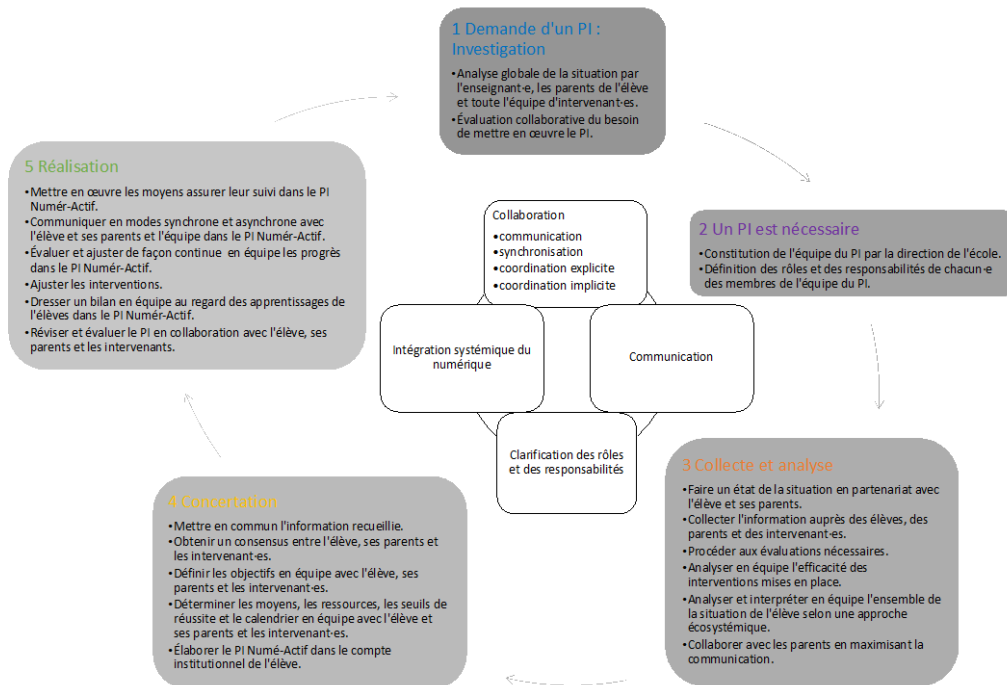 1 Demande d'un PI :
Investigation
•Analyse globale de la situation par
l'enseignant·e, les parents de l'élève
et toute l'équipe d'intervenant·es.
•Évaluation collaborative du besoin
de mettre en œuvre le PI.
2 Un PI est nécessaire
•Constitution de l'équipe du PI par la direction de l'école.
•Définition des rôles et des responsabilités de chacun·e
des membres de l'équipe du PI.
3 Collecte et analyse
•Faire un état de la situation en partenariat avec
l'élève et ses parents.
•Collecter l'information auprès des élèves, des
parents et des intervenant·es.
•Procéder aux évaluations nécessaires.
•Analyser en équipe l'efficacité des
interventions mises en place.
•Analyser et interpréter en équipe l'ensemble de
la situation de l'élève selon une approche
écosystémique.
•Collaborer avec les parents en maximisant la
communication.
4 Concertation
•Mettre en commun l'information recueillie.
•Obtenir un consensus entre l'élève, ses parents et
les intervenant·es.
•Définir les objectifs en équipe avec l'élève, ses
parents et les intervenant·es.
•Déterminer les moyens, les ressources, les seuils de
réussite et le calendrier en équipe avec l'élève et
ses parents et les intervenant·es.
•Élaborer le PI Numé-Actif dans le compte
institutionnel de l'élève.
5 Réalisation
•Mettre en œuvre les moyens assurer leur suivi dans le PI
Numér-Actif.
•Communiquer en modes synchrone et asynchrone avec
l'élève et ses parents et l'équipe dans le PI Numér-Actif.
•Évaluer et ajuster de façon continue en équipe les progrès
dans le PI Numér-Actif.
•Ajuster les interventions.
•Dresser un bilan en équipe au regard des apprentissages de
l'élèves dans le PI Numér-Actif.
•Réviser et évaluer le PI en collaboration avec l'élève, ses
parents et les intervenants.
Collaboration
•communication
•synchronisation
•coordination explicite
•coordination implicite
Communication
Clarification des rôles
et des responsabilités
Intégration systémique du
numérique